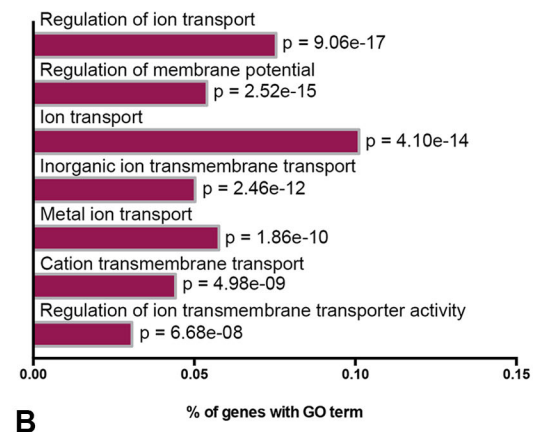 Regulation of ion transport
p = 9.06e-17
Regulation of membrane potential
p = 2.52e-15
Ion transport
p = 4.10e-14
Inorganic ion transmembrane transport
p = 2.46e-12
Metal ion transport
p = 1.86e-10
Cation transmembrane transport
p = 4.98e-09
Regulation of ion transmembrane transporter activity
p = 6.68e-08
0.00 0.05 0.10 0.15
% of genes with GO term
B